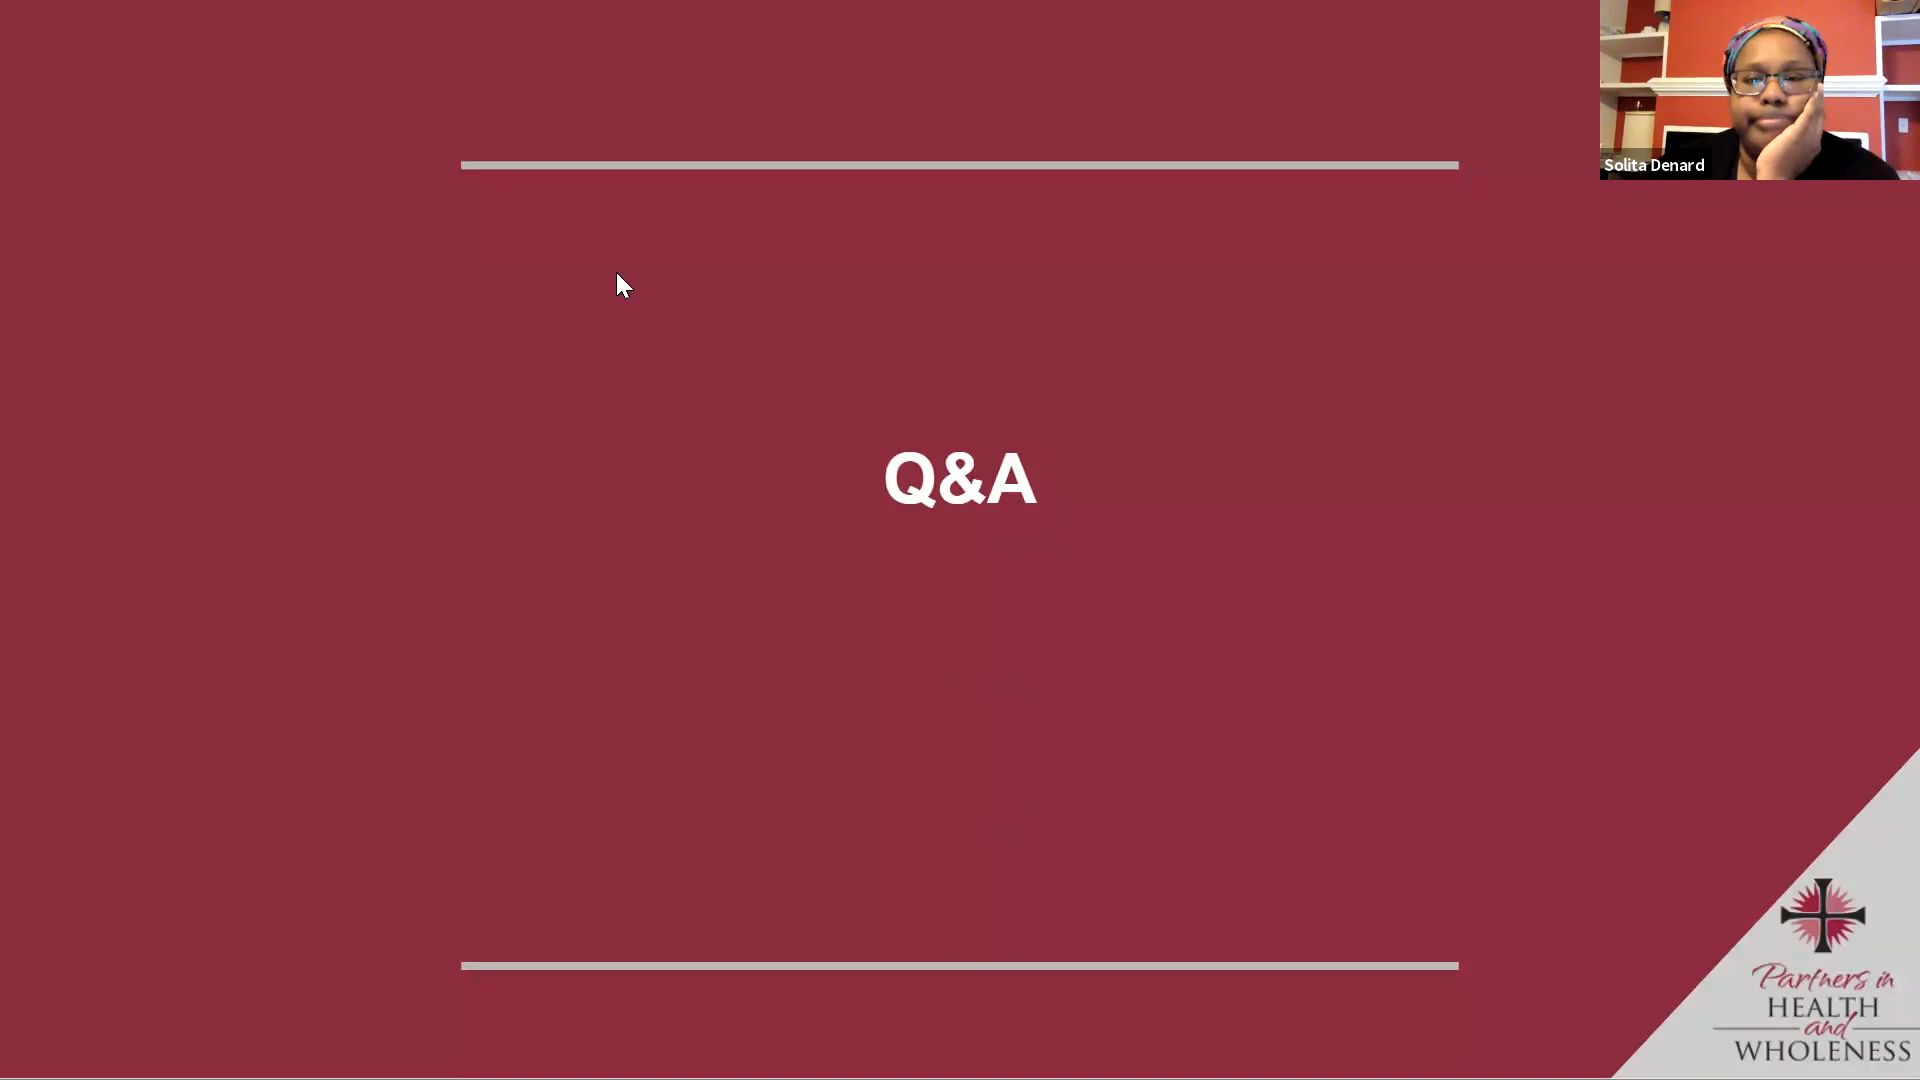 Solita Denard
Q&A
Partners in
HEALTH
and
WHOLENESS